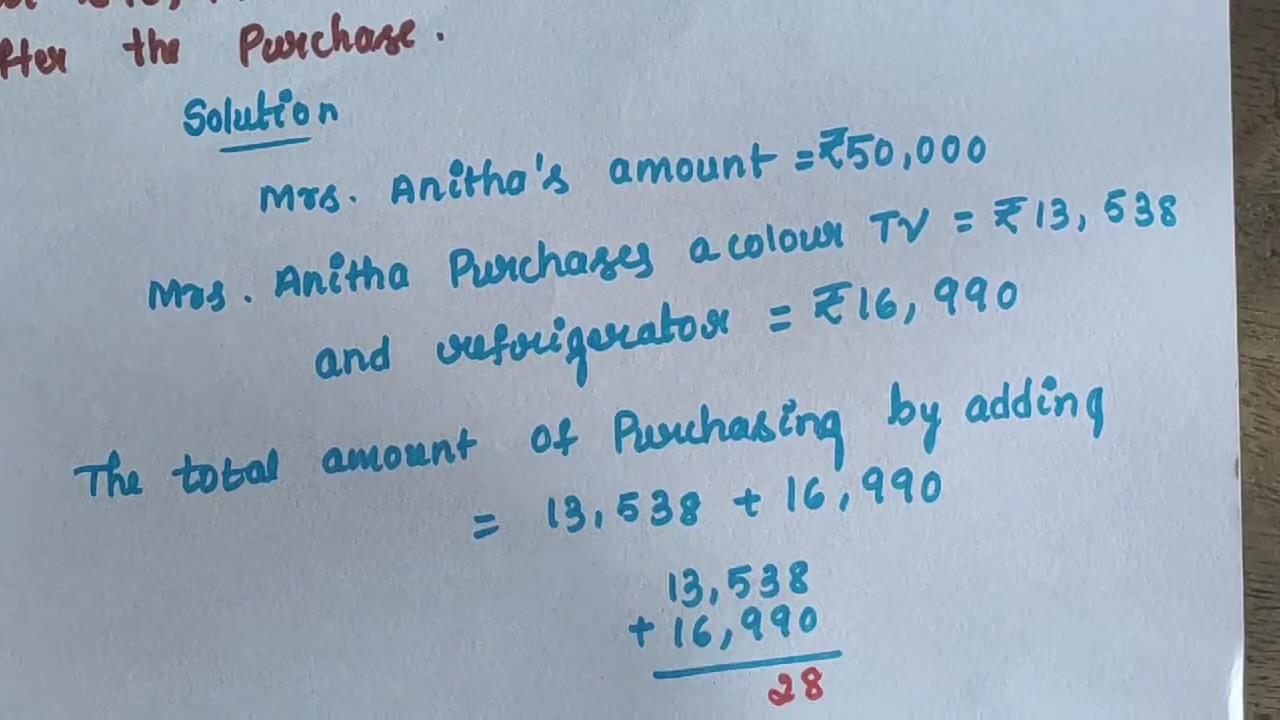 the Purchase.
Solution
Mrs. Anitha's amount = ₹50,000
Mrs. Anitha Purchases a colour TV = ₹13,538
and refrigerator = ₹16,990
The total amount of Purchasing by adding
= 13,538 + 16,990
13,538
+ 16,990
28